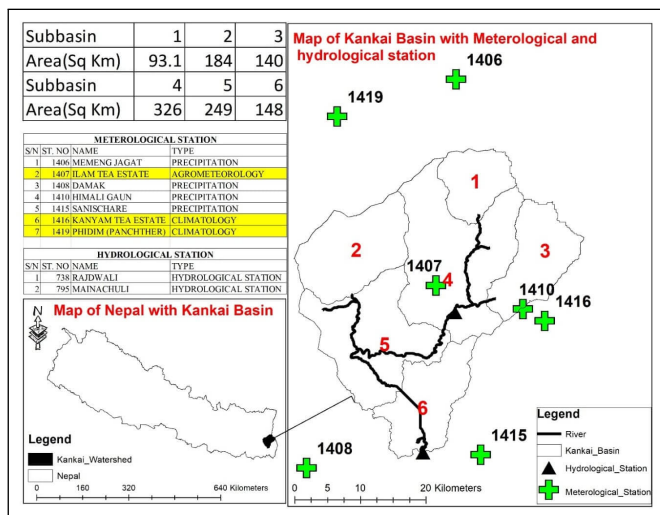 Subbasin 1 2 3
Area(Sq Km) 93.1 184 140
Subbasin 4 5 6
Area(Sq Km) 326 249 148
METEROLOGICAL STATION
S/N ST. NO NAME TYPE
1 1406 MEMENG JAGAT PRECIPITATION
2 1407 ILAM TEA ESTATE AGROMETEOROLOGY
3 1408 DAMAK PRECIPITATION
4 1410 HIMALI GAUN PRECIPITATION
5 1415 SANISCHARE PRECIPITATION
6 1416 KANYAM TEA ESTATE CLIMATOLOGY
7 1419 PHIDIM (PANCHTHER) CLIMATOLOGY
HYDROLOGICAL STATION
S/N ST. NO NAME TYPE
1 738 RAJDWALI HYDROLOGICAL STATION
2 795 MAINACHULI HYDROLOGICAL STATION
Map of Nepal with Kankai Basin
N
Legend
Kankai_Watershed
Nepal
0 160 320 640 Kilometers
Map of Kankai Basin with Meterological and
hydrological station
1406
1419
1
2
3
1407
4
1410
1416
5
6
1408
1415
0 10 20 Kilometers
Legend
River
Kankai_Basin
Hydrological_Station
Meterological_Station